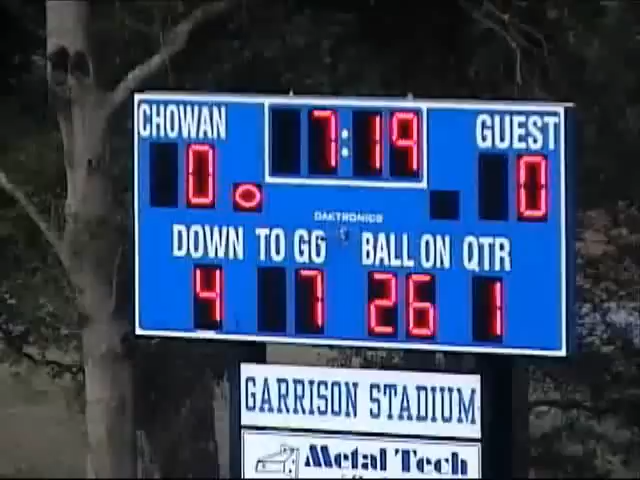 CHOWAN 7:19 GUEST
0 0
DAKTRONICS
DOWN TO GO BALL ON QTR
4 7 26 1
GARRISON STADIUM
Metal Tech